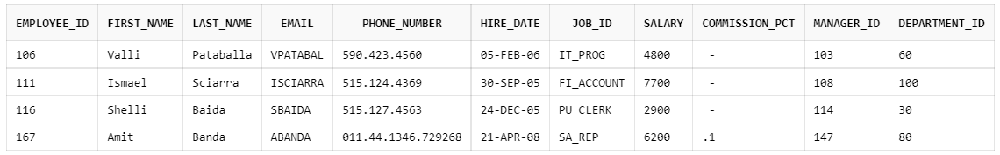 EMPLOYEE_ID FIRST_NAME LAST_NAME EMAIL PHONE_NUMBER HIRE_DATE JOB_ID SALARY COMMISSION_PCT MANAGER_ID DEPARTMENT_ID
106 Valli Pataballa VPATABAL 590.423.4560 05-FEB-06 IT_PROG 4800 - 103 60
111 Ismael Sciarra ISCIARRA 515.124.4369 30-SEP-05 FI_ACCOUNT 7700 - 108 100
116 Shelli Baida SBAIDA 515.127.4563 24-DEC-05 PU_CLERK 2900 - 114 30
167 Amit Banda ABANDA 011.44.1346.729268 21-APR-08 SA_REP 6200 .1 147 80